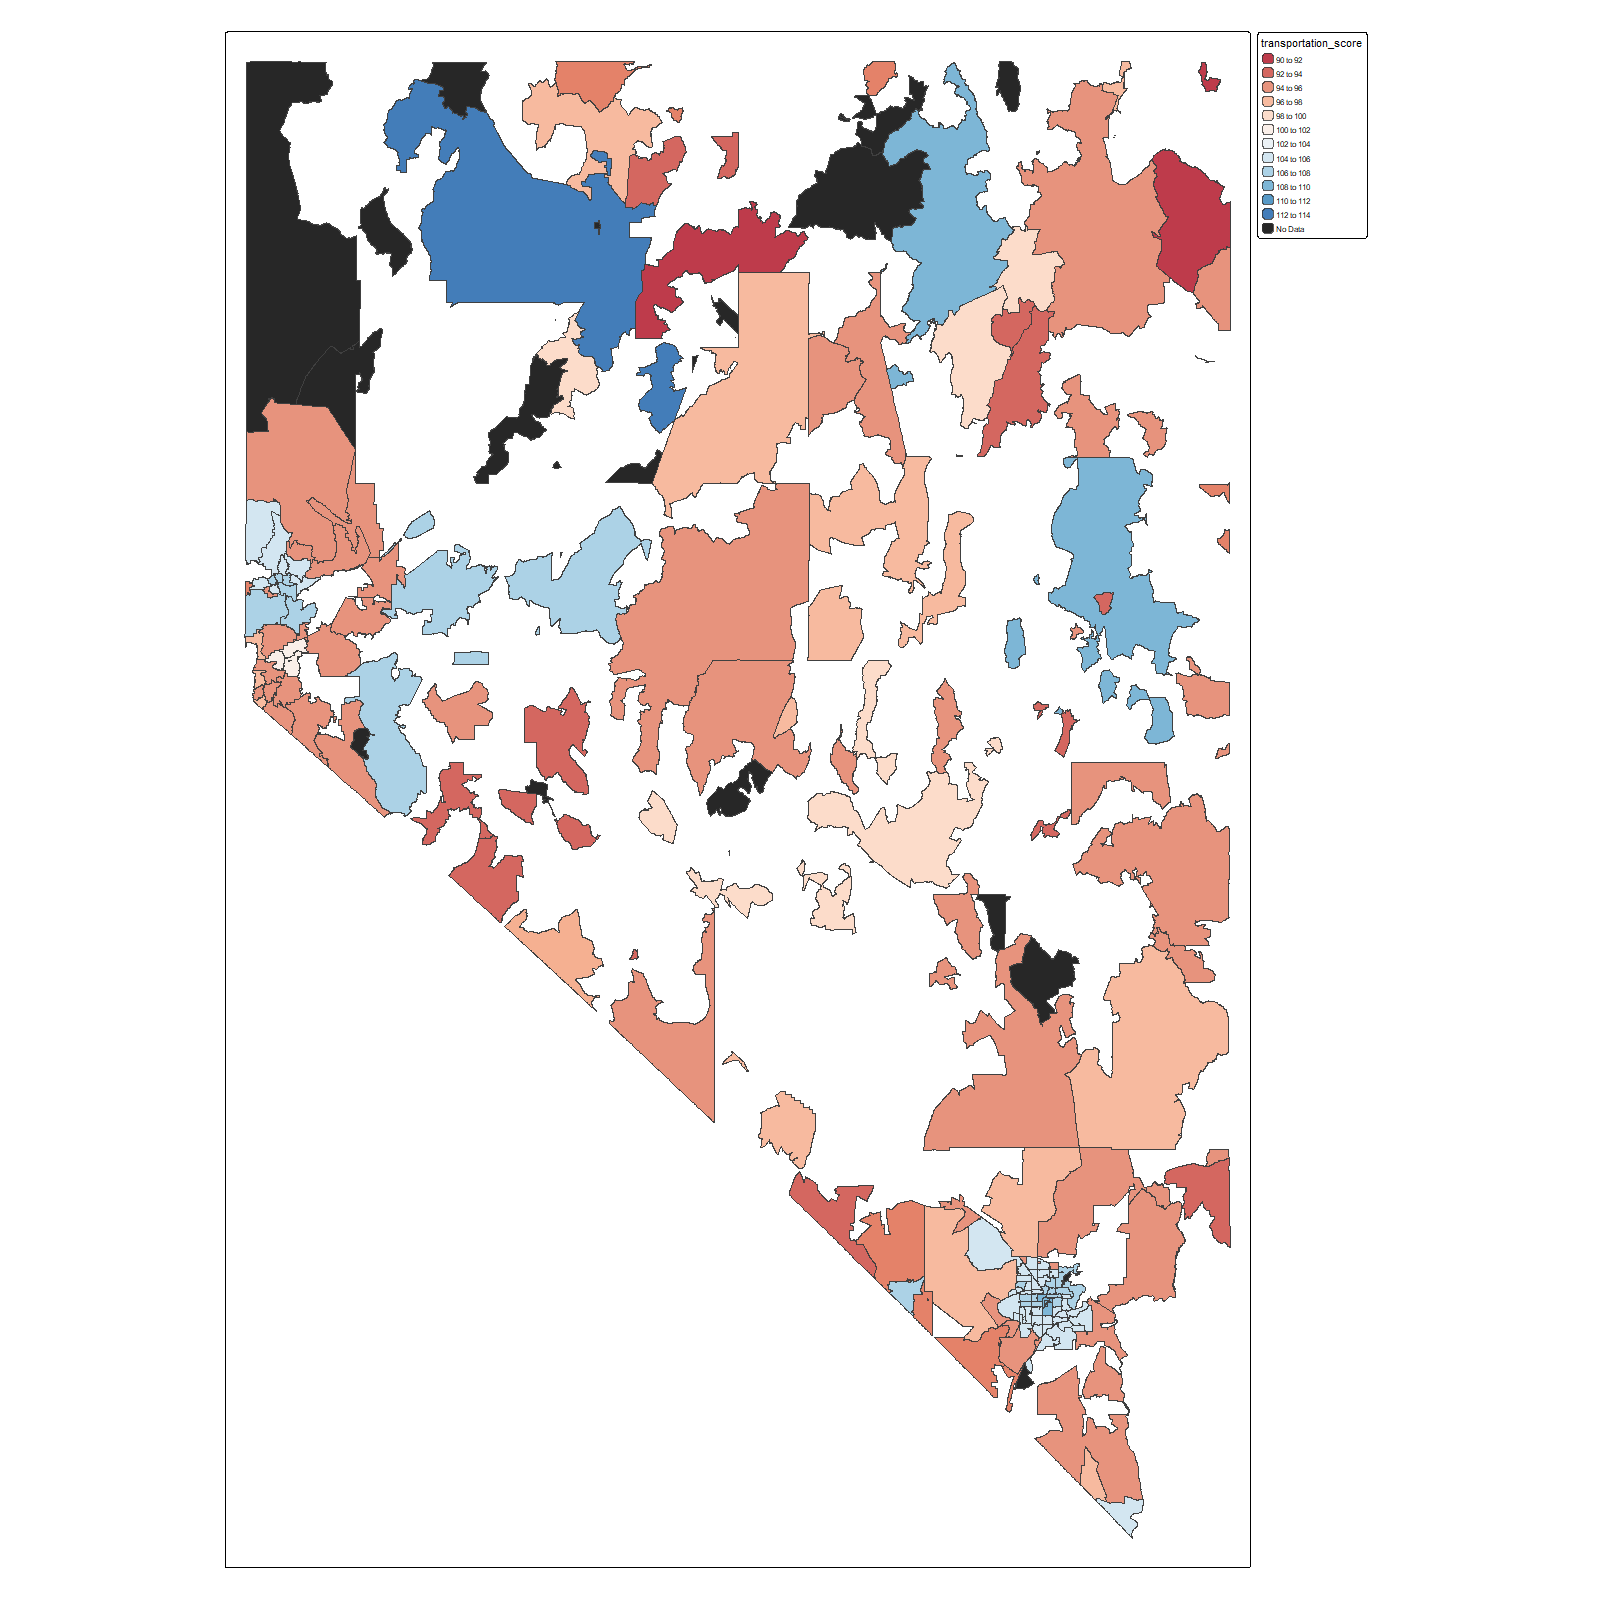 transportation_score
90 to 92
92 to 94
94 to 96
96 to 98
98 to 100
100 to 102
102 to 104
104 to 106
106 to 108
108 to 110
110 to 112
112 to 114
No Data